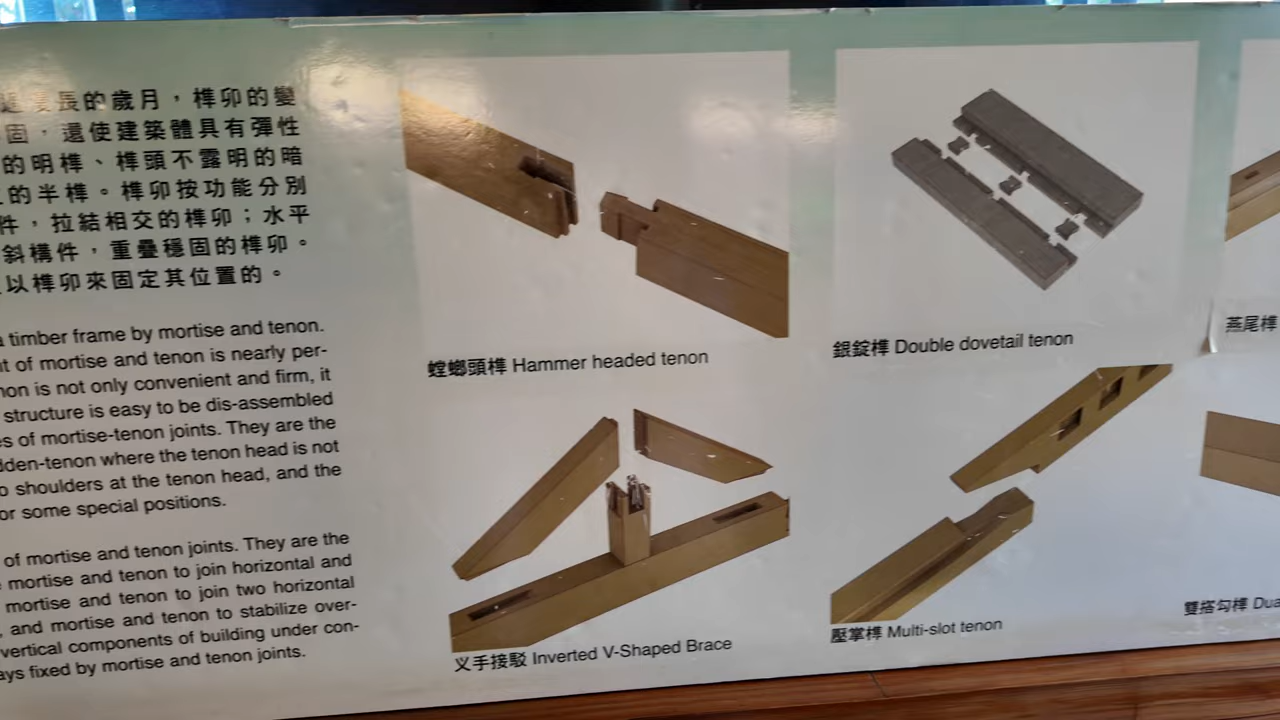 長的歲月，榫卯的變
固，還使建築體具有彈性
的明榫、榫頭不露明的暗
的半榫。榫卯按功能分別
件，拉結相交的榫卯；水平
斜構件，重疊穩固的榫卯。
以榫卯來固定其位置的。
a timber frame by mortise and tenon.
t of mortise and tenon is nearly per-
non is not only convenient and firm, it
structure is easy to be dis-assembled
es of mortise-tenon joints. They are the
dden-tenon where the tenon head is not
o shoulders at the tenon head, and the
or some special positions.
of mortise and tenon joints. They are the
mortise and tenon to join horizontal and
mortise and tenon to join two horizontal
, and mortise and tenon to stabilize over-
vertical components of building under con-
ays fixed by mortise and tenon joints.
螳螂頭榫 Hammer headed tenon
銀錠榫 Double dovetail tenon
燕尾榫
义手接駁 Inverted V-Shaped Brace
壓掌榫 Multi-slot tenon
雙搭勾榫 Dua